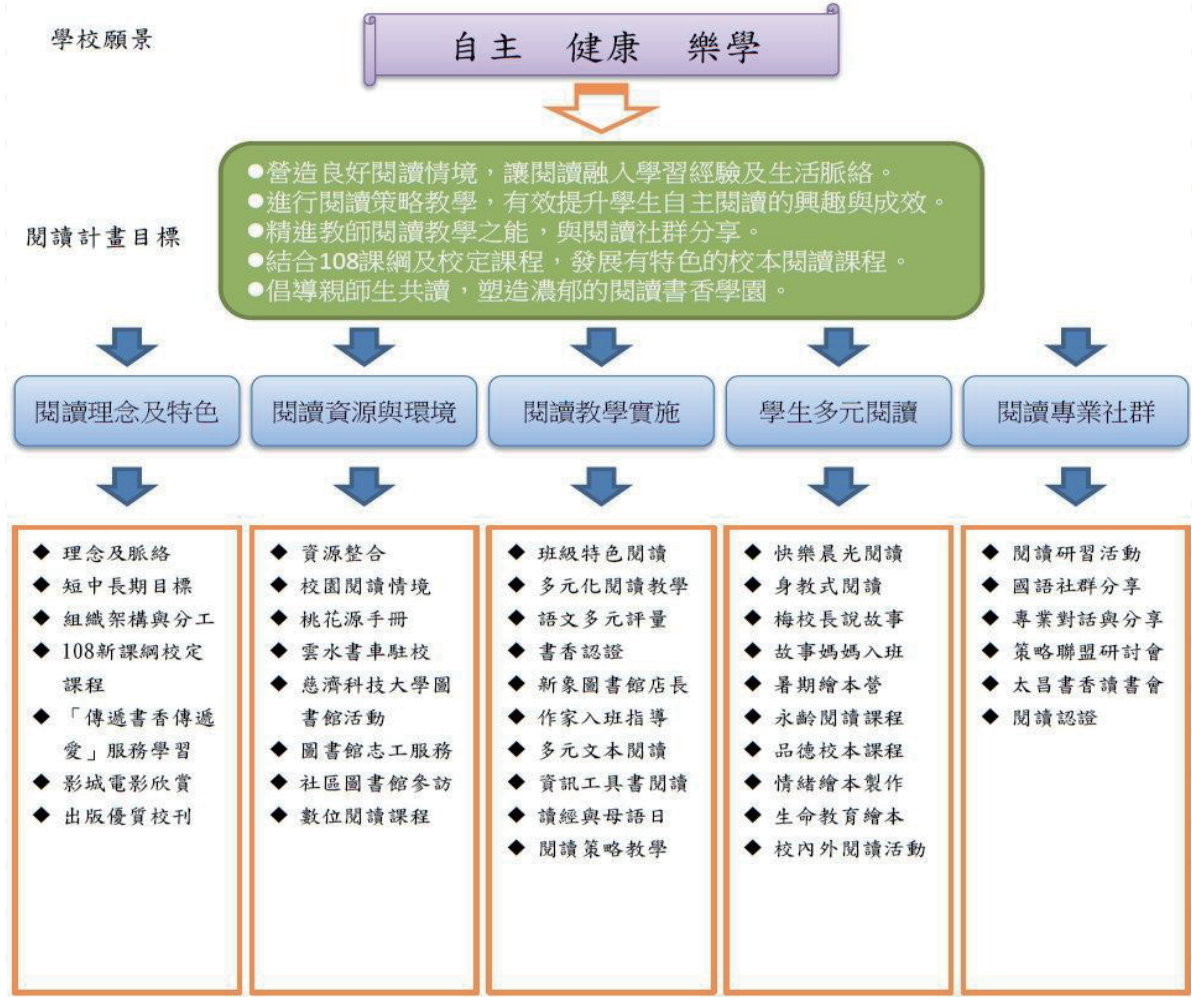 學校願景
自主 健康 樂學
閱讀計畫目標
●營造良好閱讀情境，讓閱讀融入學習經驗及生活脈絡。
●進行閱讀策略教學，有效提升學生自主閱讀的興趣與成效。
●精進教師閱讀教學之能，與閱讀社群分享。
●結合108課綱及校定課程，發展有特色的校本閱讀課程。
●倡導親師生共讀，塑造濃郁的閱讀書香學園。
閱讀理念及特色
閱讀資源與環境
閱讀教學實施
學生多元閱讀
閱讀專業社群
◆ 理念及脈絡
◆ 短中長期目標
◆ 組織架構與分工
◆ 108新課綱校定
課程
◆ 「傳遞書香傳遞
愛」服務學習
◆ 影城電影欣賞
◆ 出版優質校刊
◆ 資源整合
◆ 校園閱讀情境
◆ 桃花源手冊
◆ 雲水書車駐校
◆ 慈濟科技大學圖
書館活動
◆ 圖書館志工服務
◆ 社區圖書館參訪
◆ 數位閱讀課程
◆ 班級特色閱讀
◆ 多元化閱讀教學
◆ 語文多元評量
◆ 書香認證
◆ 新象圖書館店長
◆ 作家入班指導
◆ 多元文本閱讀
◆ 資訊工具書閱讀
◆ 讀經與母語日
◆ 閱讀策略教學
◆ 快樂晨光閱讀
◆ 身教式閱讀
◆ 梅校長說故事
◆ 故事媽媽入班
◆ 暑期繪本營
◆ 永齡閱讀課程
◆ 品德校本課程
◆ 情緒繪本製作
◆ 生命教育繪本
◆ 校內外閱讀活動
◆ 閱讀研習活動
◆ 國語社群分享
◆ 專業對話與分享
◆ 策略聯盟研討會
◆ 太昌書香讀書會
◆ 閱讀認證